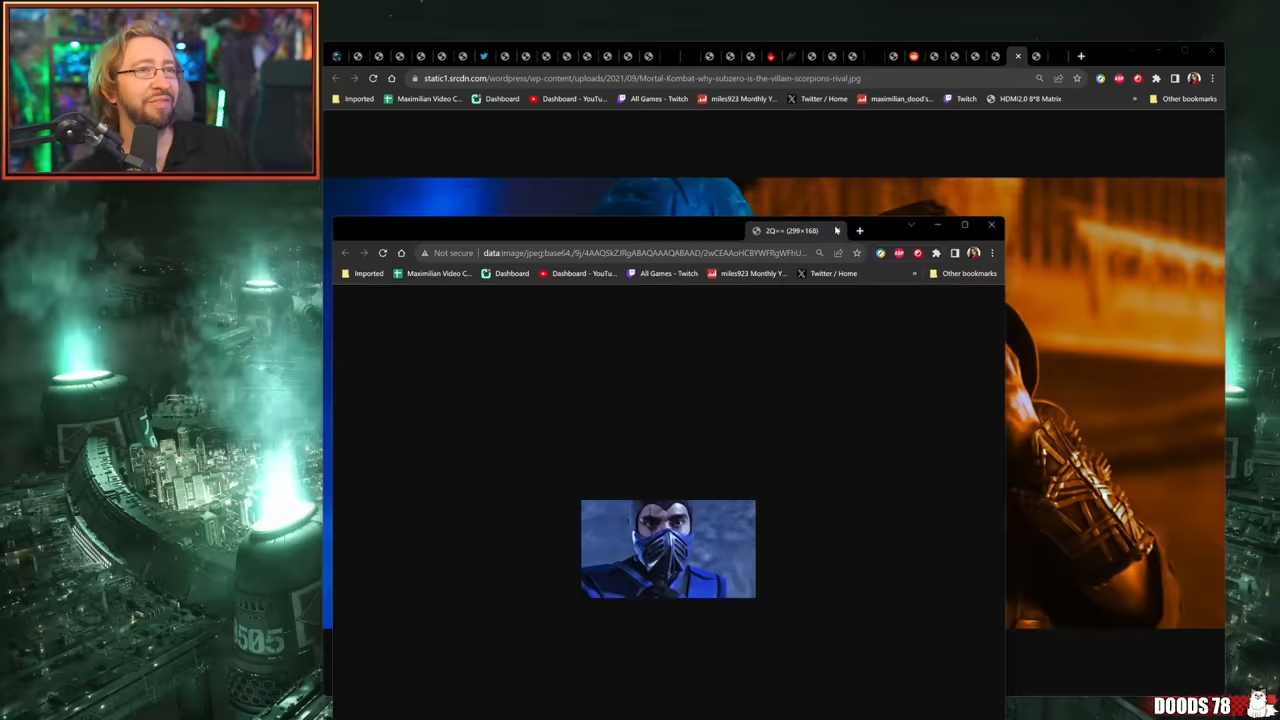 static1.srcdn.com/wordpress/wp-content/uploads/2021/09/Mortal-Kombat-why-subzero-is-the-villain-scorpions-rival.jpg
Imported Maximilian Video C... Dashboard Dashboard - YouTu... All Games - Twitch miles923 Monthly Y... Twitter / Home maximilian_dood's... Twitch HDMI2.0 8*8 Matrix » Other bookmarks
2Q== (299×168)
Not secure data:image/jpeg;base64,/9j/4AAQSkZJRgABAQAAAQABAAD/2wCEAAoHCBYWFRgWFhU...
Imported Maximilian Video C... Dashboard Dashboard - YouTu... All Games - Twitch miles923 Monthly Y... Twitter / Home » Other bookmarks
DOODS 78